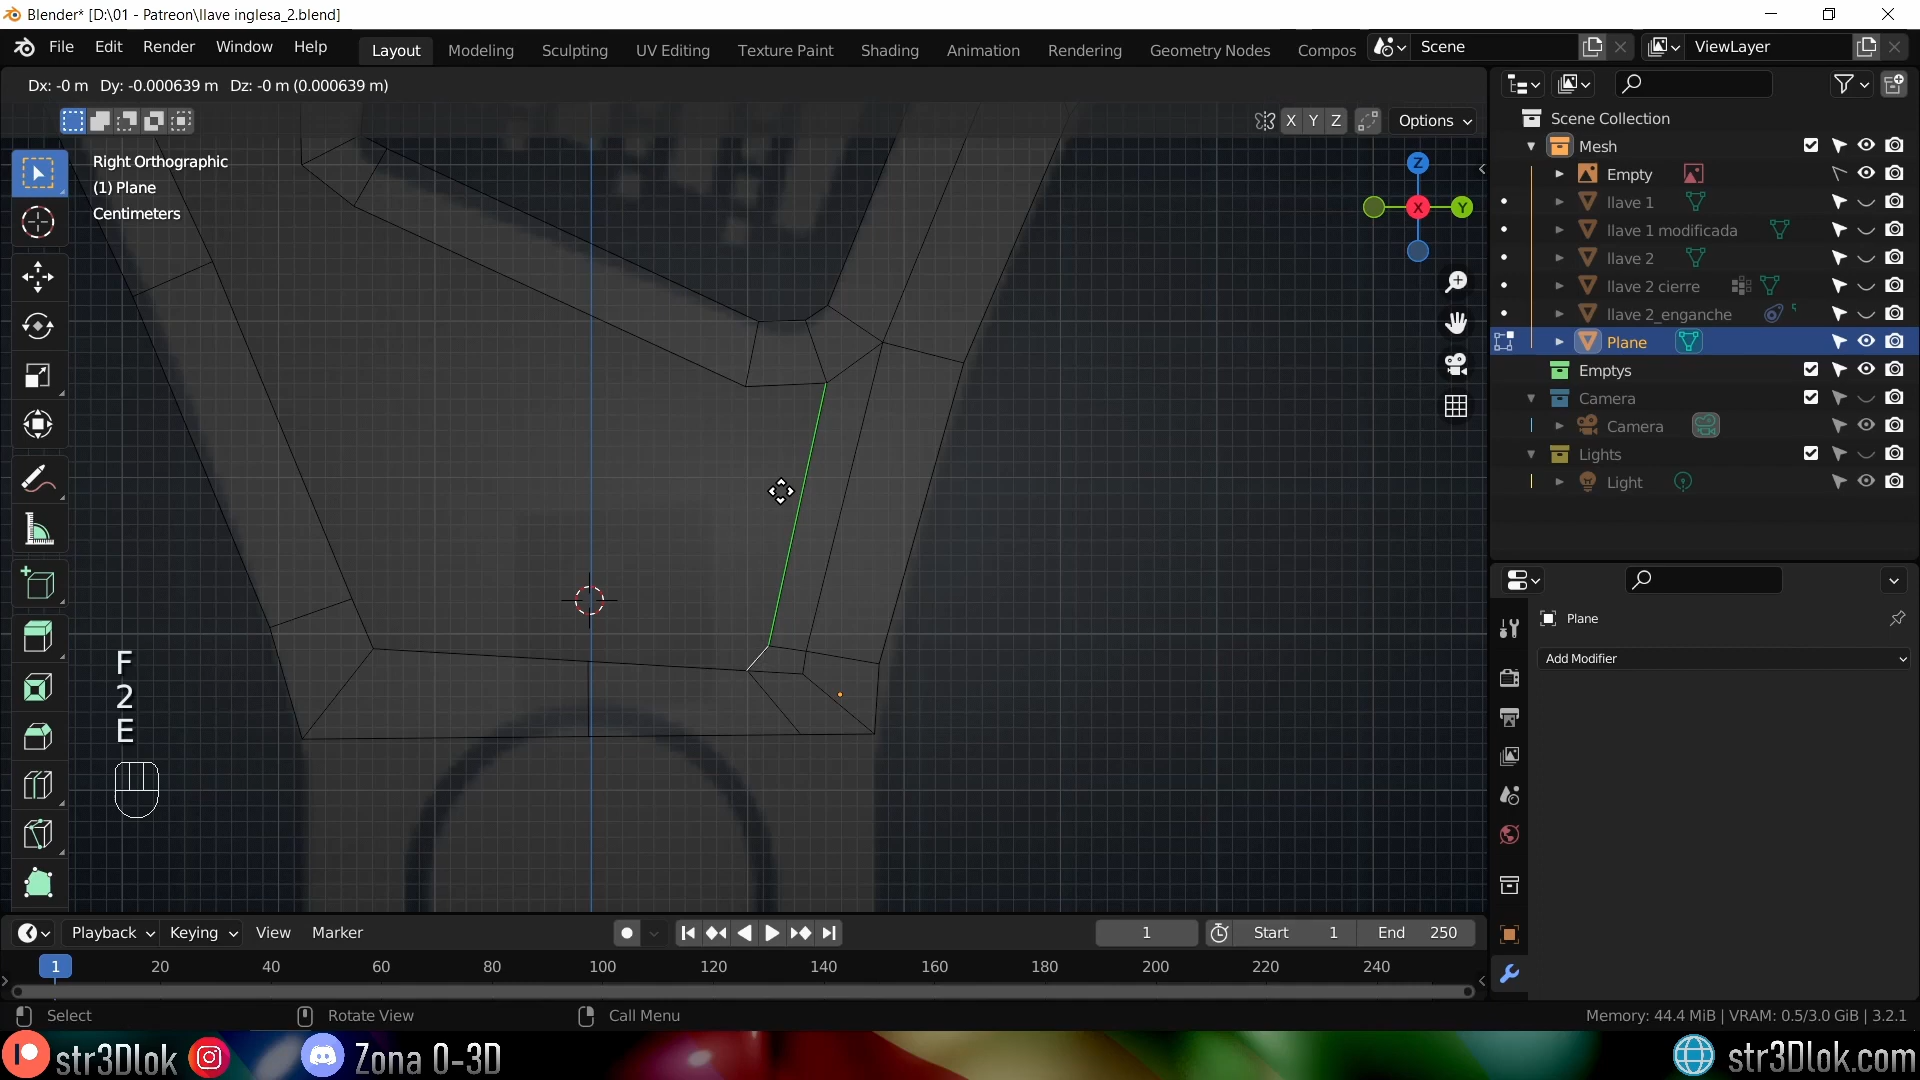 Blender* [D:\01 - Patreon\llave inglesa_2.blend]
File Edit Render Window Help Layout Modeling Sculpting UV Editing Texture Paint Shading Animation Rendering Geometry Nodes Compos Scene ViewLayer
Dx: -0 m Dy: -0.000639 m Dz: -0 m (0.000639 m)
X Y Z Options
Right Orthographic
(1) Plane
Centimeters
Z
X
Y
Scene Collection
Mesh
Empty
llave 1
llave 1 modificada
llave 2
llave 2 cierre
llave 2_enganche
Plane
Emptys
Camera
Camera
Lights
Light
F
2
E
Plane
Add Modifier
Playback Keying View Marker 1 Start 1 End 250
1 20 40 60 80 100 120 140 160 180 200 220 240
Select Rotate View Call Menu Memory: 44.4 MiB | VRAM: 0.5/3.0 GiB | 3.2.1
str3Dlok Zona 0-3D str3Dlok.com